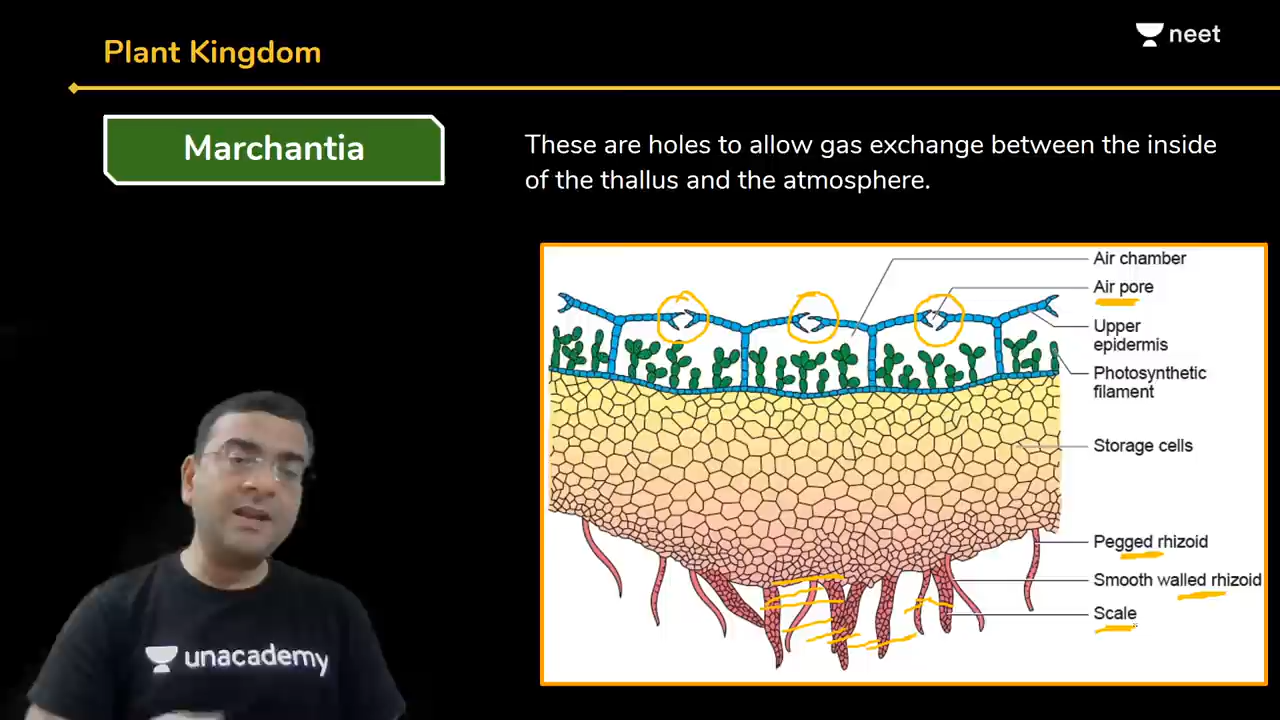 Plant Kingdom
neet
Marchantia
These are holes to allow gas exchange between the inside
of the thallus and the atmosphere.
Air chamber
Air pore
Upper
epidermis
Photosynthetic
filament
Storage cells
Pegged rhizoid
Smooth walled rhizoid
Scale
unacademy